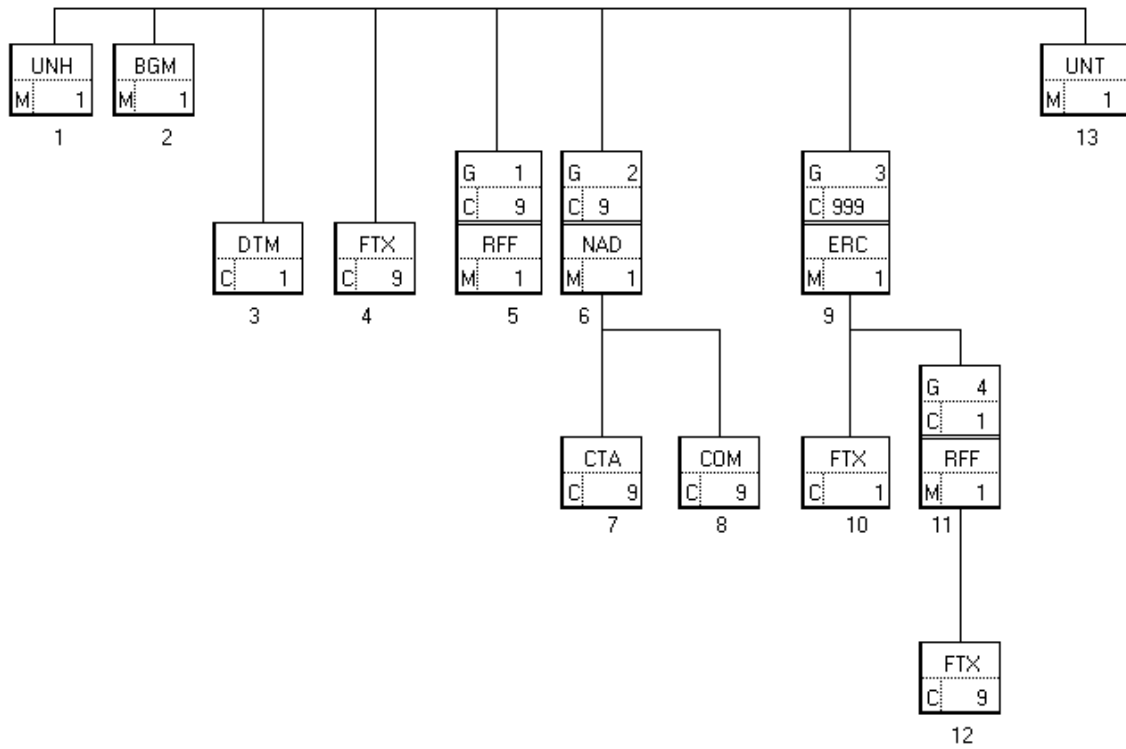 UNH
M 1
1
BGM
M 1
2
DTM
C 1
3
FTX
C 9
4
G 1
C 9
RFF
M 1
5
G 2
C 9
NAD
M 1
6
CTA
C 9
7
COM
C 9
8
G 3
C 999
ERC
M 1
9
FTX
C 1
10
G 4
C 1
RFF
M 1
11
FTX
C 9
12
UNT
M 1
13